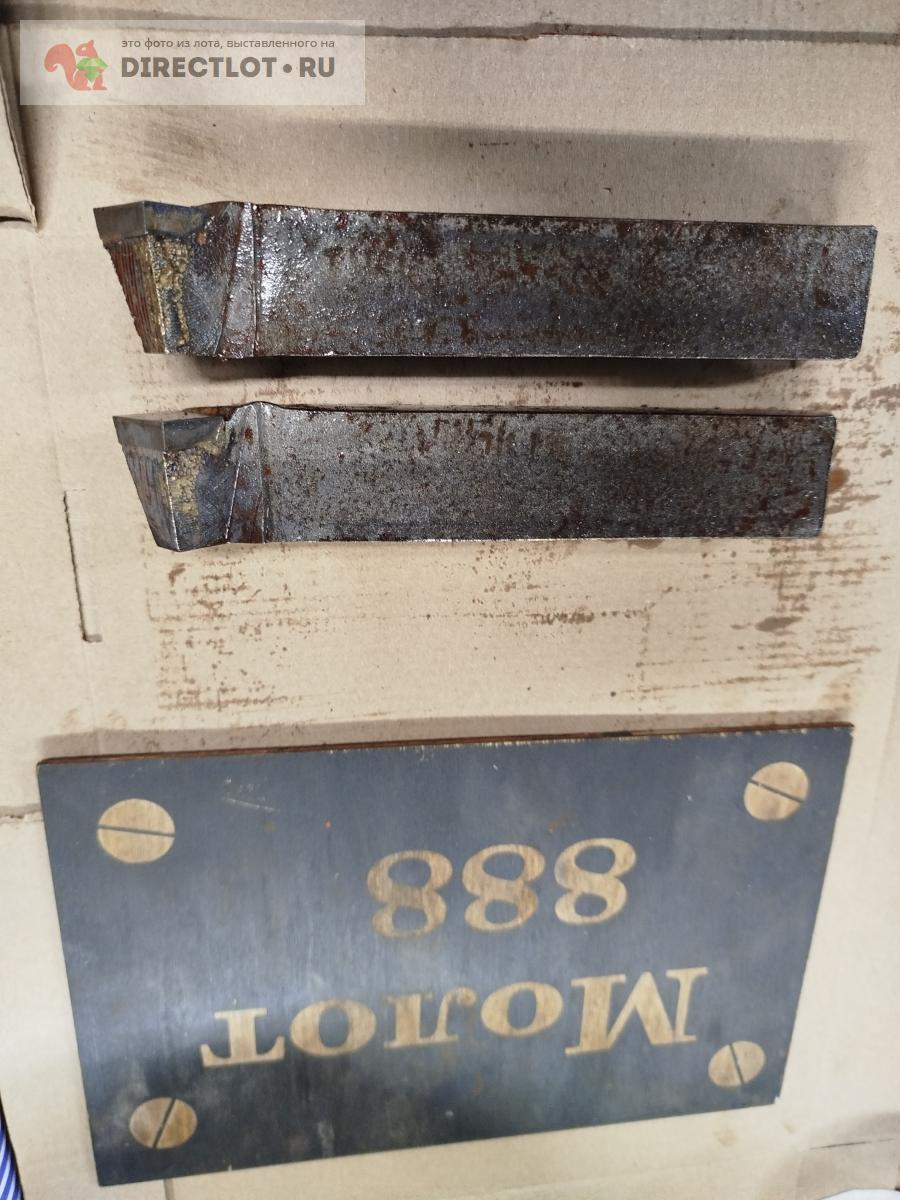 это фото из лота, выставленного на
DIRECTLOT.RU
Молот
888